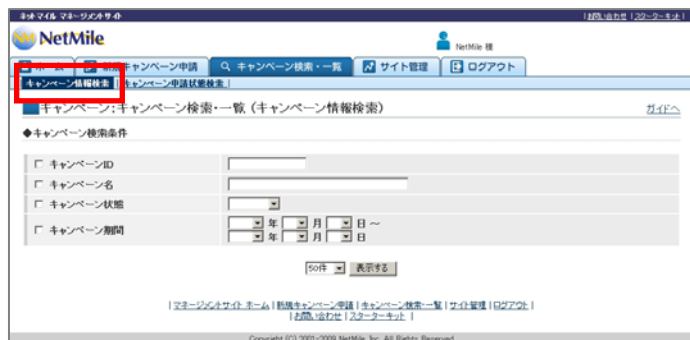 ネットマイル マネージメントサイト
| お問い合わせ | スターターキット |
NetMile
NetMile 様
ホーム 新規キャンペーン申請 キャンペーン検索・一覧 サイト管理 ログアウト
キャンペーン情報検索 | キャンペーン申請状態検索 |
キャンペーン:キャンペーン検索・一覧 (キャンペーン情報検索) ガイドへ
◆キャンペーン検索条件
キャンペーンID
キャンペーン名
キャンペーン状態
キャンペーン期間
年 月 日 ～
年 月 日
50件 表示する
| マネージメントサイト ホーム | 新規キャンペーン申請 | キャンペーン検索・一覧 | サイト管理 | ログアウト |
| お問い合わせ | スターターキット |
Copyright (C) 2001-2009 NetMile, Inc. All Rights Reserved